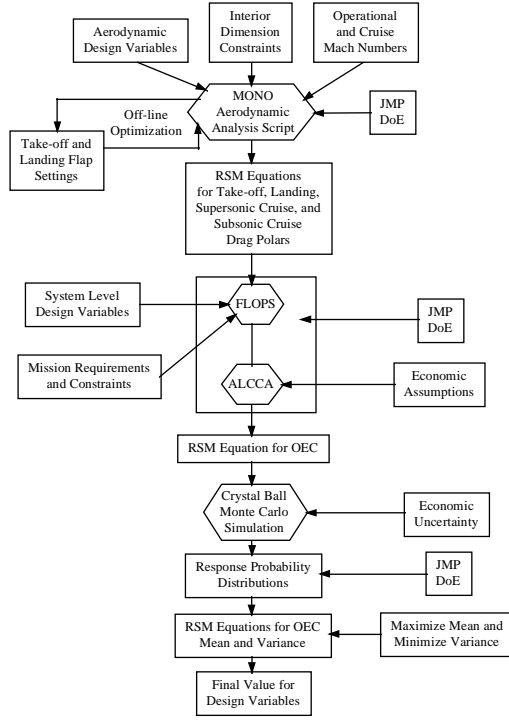 Aerodynamic
Design Variables
Interior
Dimension
Constraints
Operational
and Cruise
Mach Numbers
MONO
Aerodynamic
Analysis Script
JMP
DoE
Off-line
Optimization
Take-off and
Landing Flap
Settings
RSM Equations
for Take-off, Landing,
Supersonic Cruise, and
Subsonic Cruise
Drag Polars
System Level
Design Variables
FLOPS
JMP
DoE
Mission Requirements
and Constraints
ALCCA
Economic
Assumptions
RSM Equation for OEC
Crystal Ball
Monte Carlo
Simulation
Economic
Uncertainty
Response Probability
Distributions
JMP
DoE
RSM Equations for OEC
Mean and Variance
Maximize Mean and
Minimize Variance
Final Value for
Design Variables